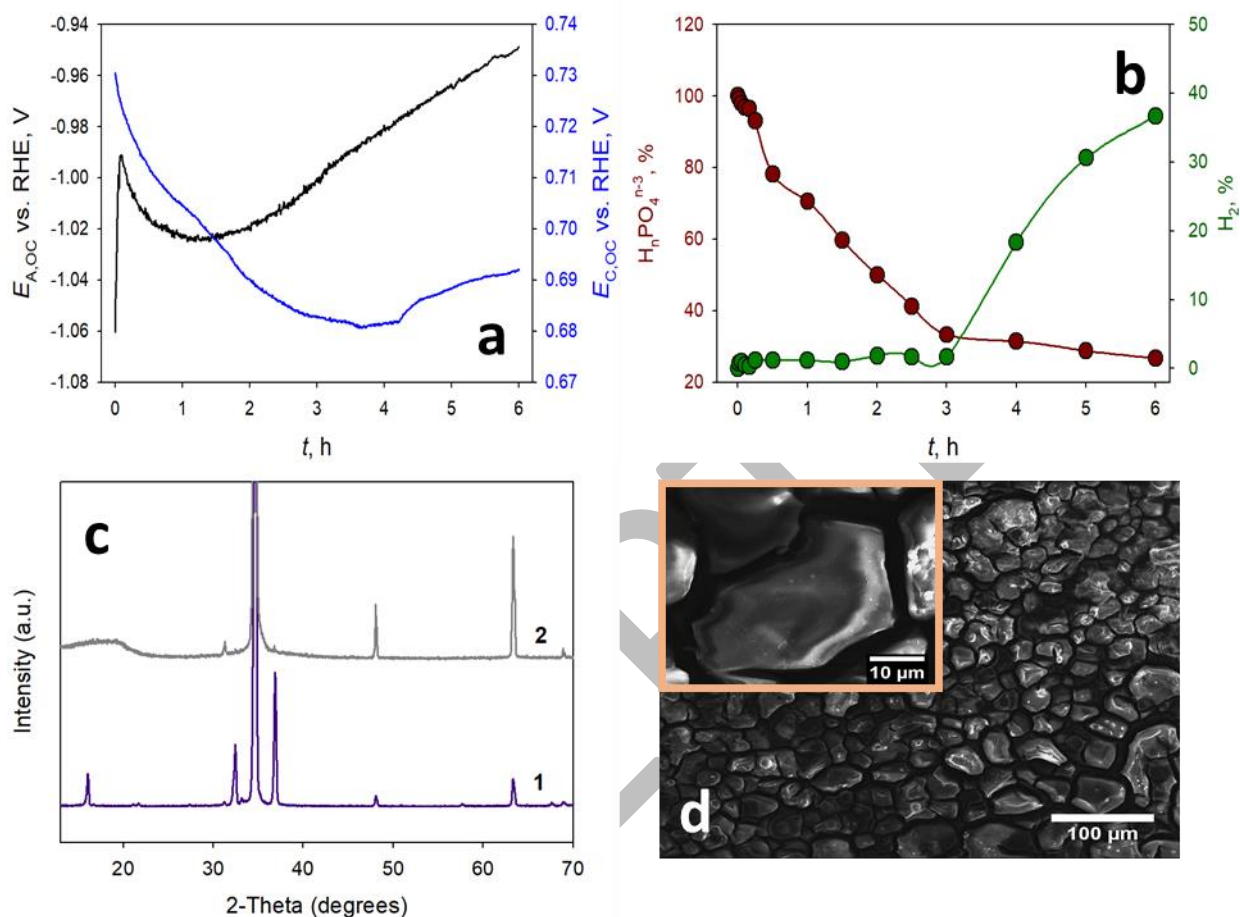 -0.94
-0.96
-0.98
-1.00
-1.02
-1.04
-1.06
-1.08
E_A,OC vs. RHE, V
0.74
0.73
0.72
0.71
0.70
0.69
0.68
0.67
E_C,OC vs. RHE, V
a
0 1 2 3 4 5 6
t, h
120
100
80
60
40
20
H_nPO_4^n-3, %
50
40
30
20
10
0
H_2, %
b
0 1 2 3 4 5 6
t, h
c
2
1
Intensity (a.u.)
20 30 40 50 60 70
2-Theta (degrees)
10 µm
d
100 µm